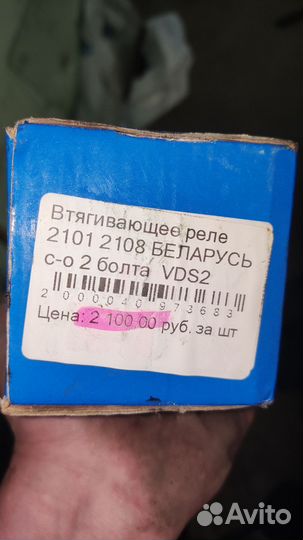 Втягивающее реле
2101 2108 БЕЛАРУСЬ
с-о 2 болта VDS2
2 000040 973683
Цена: 2 100.00 руб. за шт
Avito